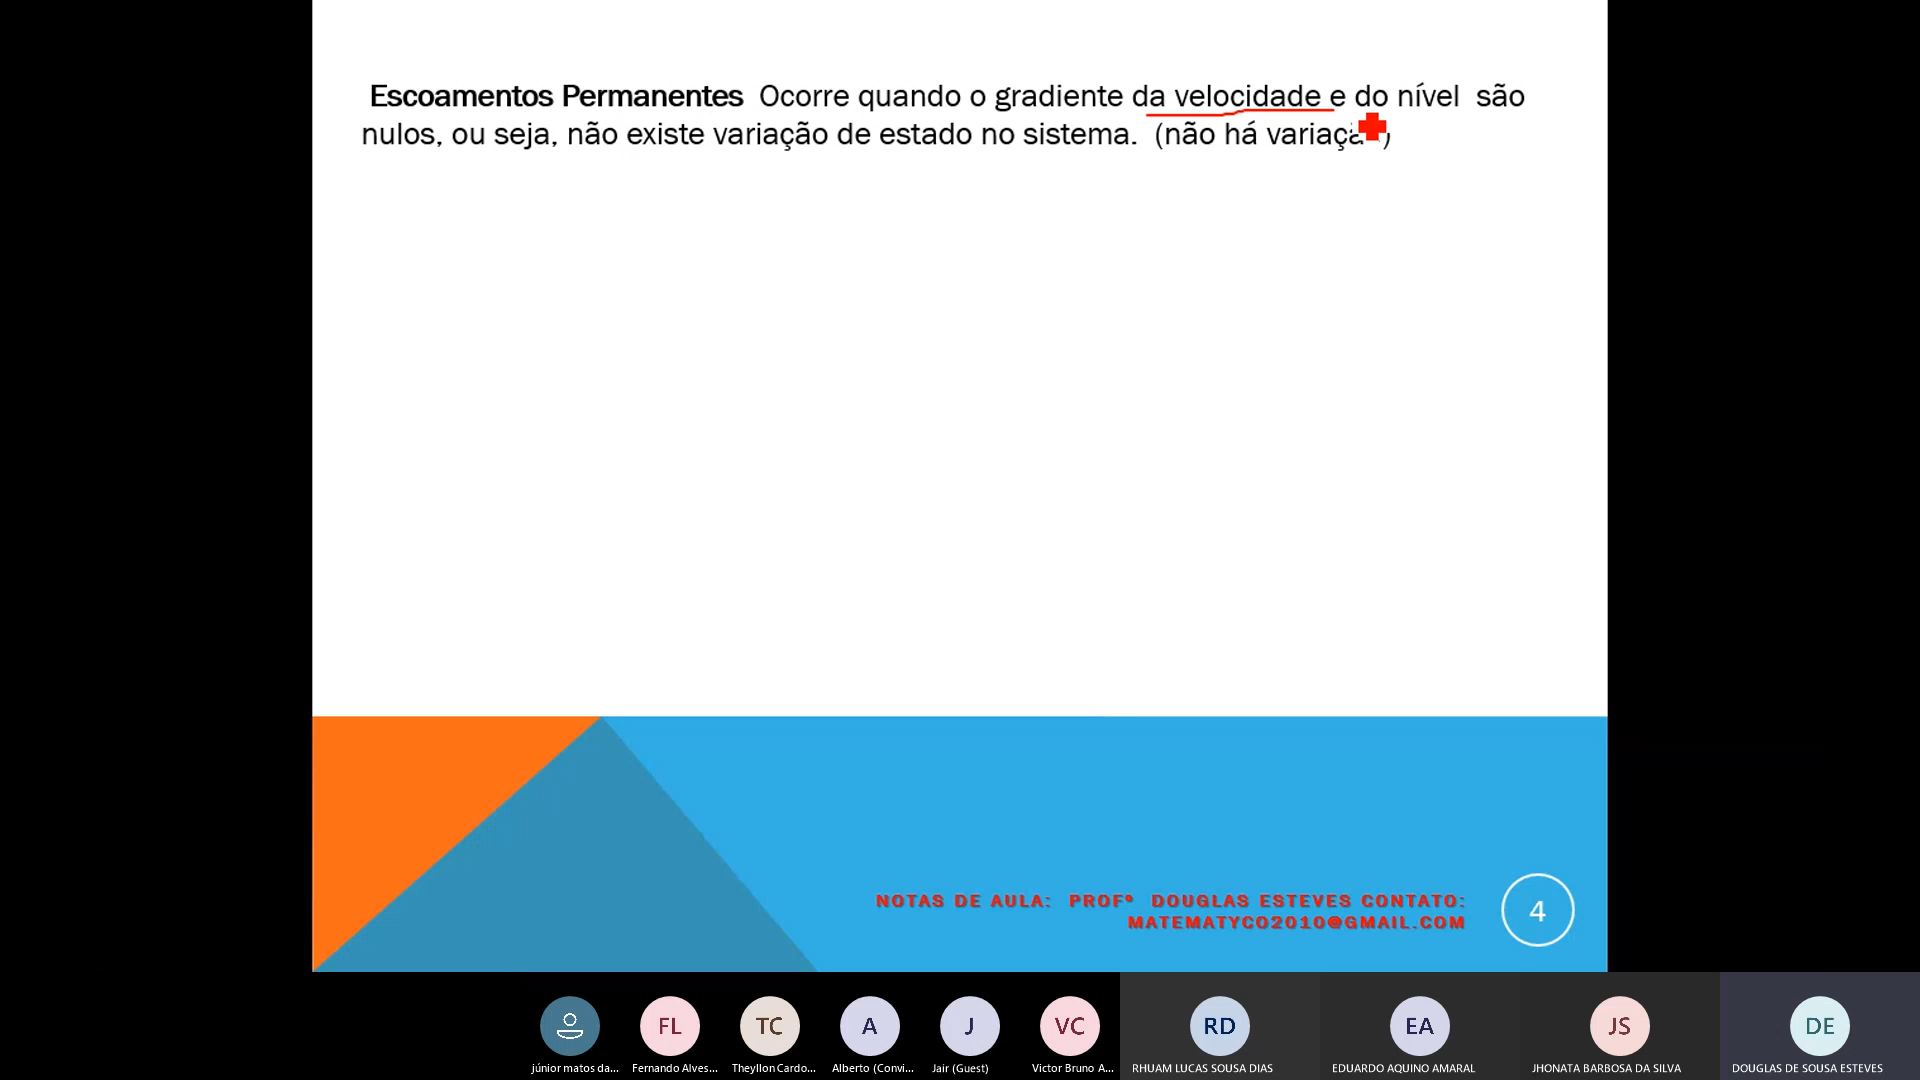 Escoamentos Permanentes Ocorre quando o gradiente da velocidade e do nível são
nulos, ou seja, não existe variação de estado no sistema. (não há )
NOTAS DE AULA: PROFº DOUGLAS ESTEVES CONTATO:
MATEMATYCO2010@GMAIL.COM
4
FL
TC
A
J
VC
RD
EA
JS
DE
júnior matos da...
Fernando Alves...
Theyllon Cardo...
Alberto (Convi...
Jair (Guest)
Victor Bruno A...
RHUAM LUCAS SOUSA DIAS
EDUARDO AQUINO AMARAL
JHONATA BARBOSA DA SILVA
DOUGLAS DE SOUSA ESTEVES